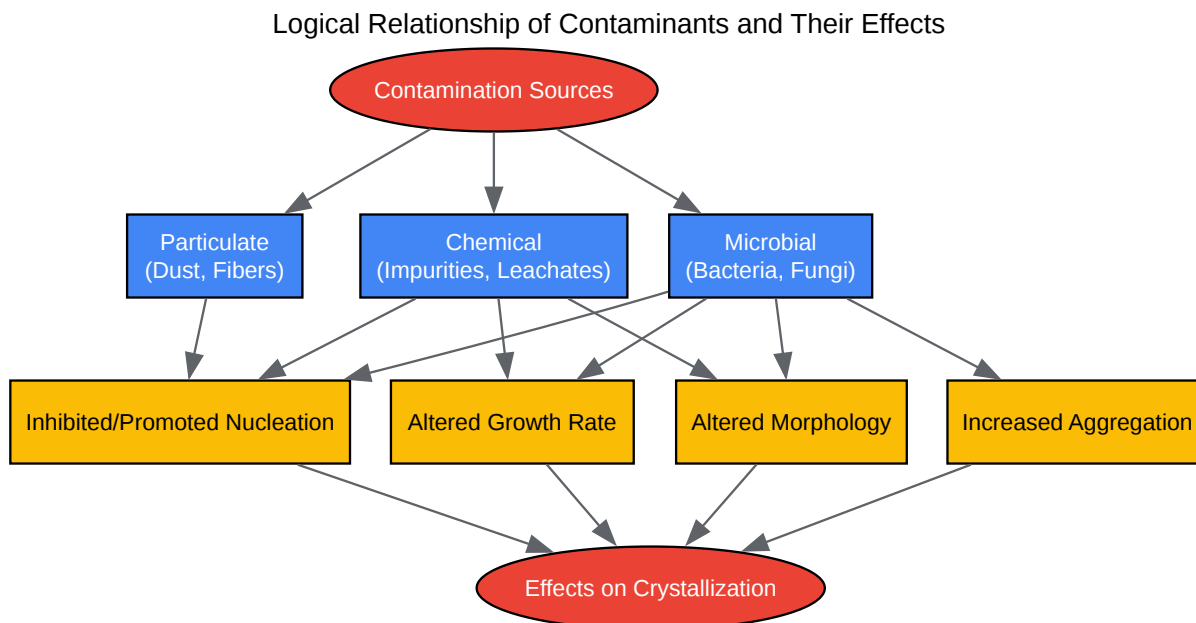 Logical Relationship of Contaminants and Their Effects
Contamination Sources
Particulate
(Dust, Fibers)
Chemical
(Impurities, Leachates)
Microbial
(Bacteria, Fungi)
Inhibited/Promoted Nucleation
Altered Growth Rate
Altered Morphology
Increased Aggregation
Effects on Crystallization